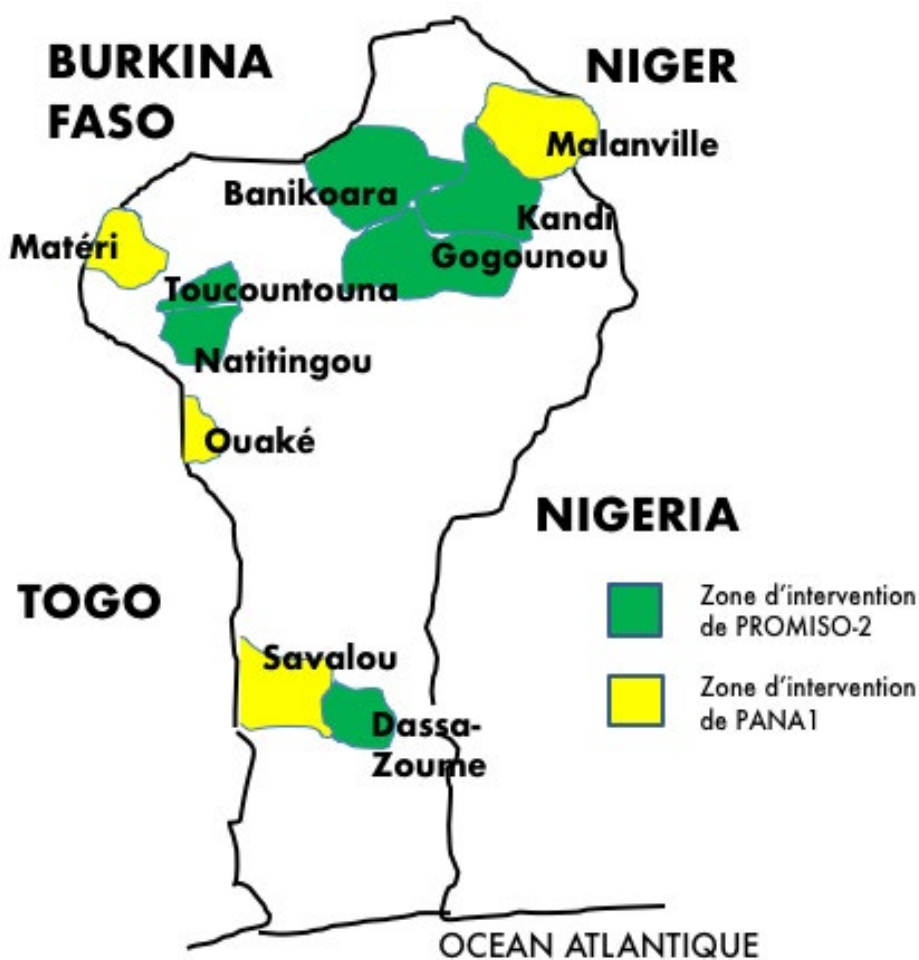 BURKINA
FASO
NIGER
Malanville
Banikoara
Kandi
Matéri
Gogounou
Toucountouna
Natitingou
Ouaké
NIGERIA
TOGO
Zone d'intervention
de PROMISO-2
Savalou
Zone d'intervention
de PANA1
Dassa-
Zoume
OCEAN ATLANTIQUE